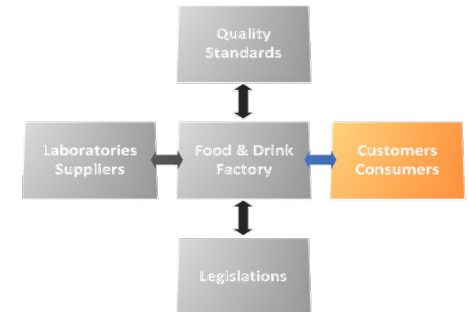 Quality
Standards
Laboratories
Suppliers
Food & Drink
Factory
Customers
Consumers
Legislations